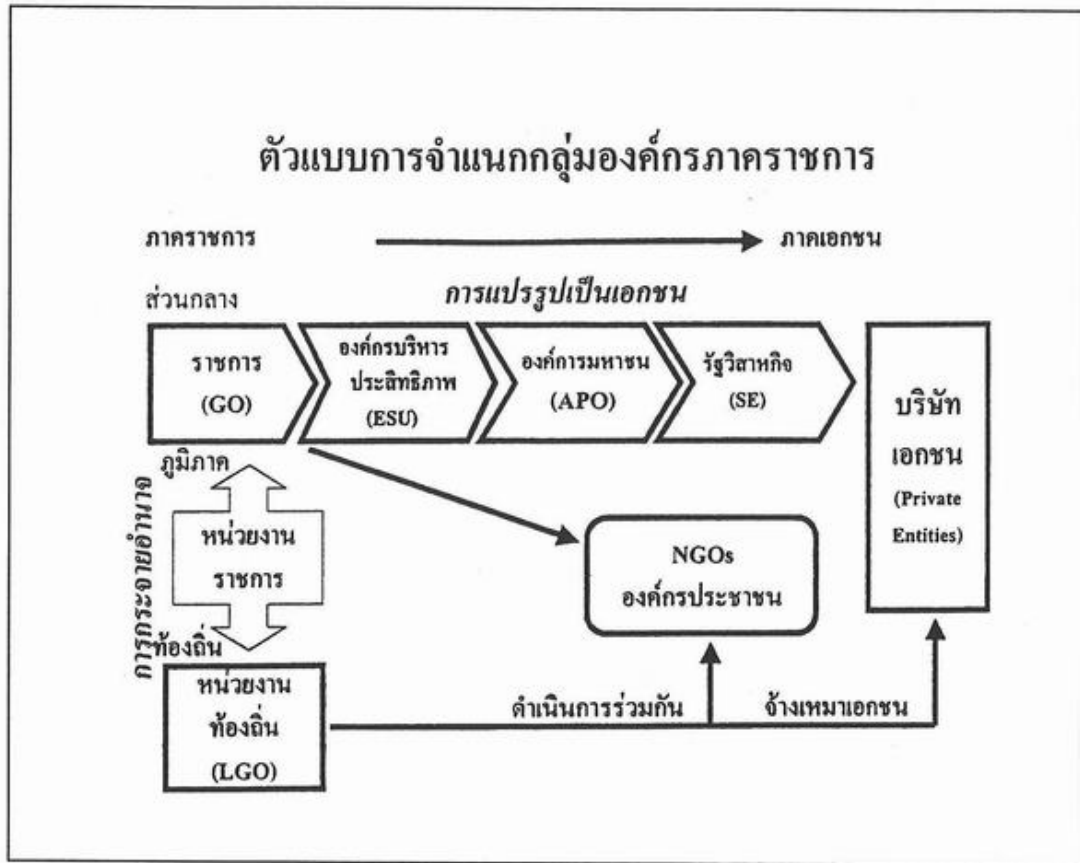 ตัวแบบการจำแนกกลุ่มองค์กรภาคราชการ
ภาคราชการ
ภาคเอกชน
ส่วนกลาง
การแปรรูปเป็นเอกชน
ราชการ
(GO)
องค์กรบริหาร
ประสิทธิภาพ
(ESU)
องค์การมหาชน
(APO)
รัฐวิสาหกิจ
(SE)
บริษัท
เอกชน
(Private
Entities)
ภูมิภาค
การกระจายอำนาจ
หน่วยงาน
ราชการ
NGOs
องค์กรประชาชน
ท้องถิ่น
หน่วยงาน
ท้องถิ่น
(LGO)
ดำเนินการร่วมกัน
จ้างเหมาเอกชน